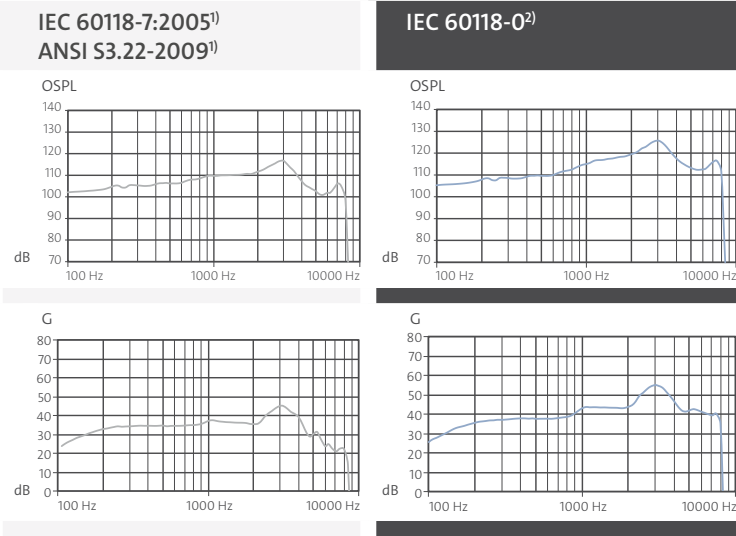 IEC 60118-7:2005¹⁾
ANSI S3.22-2009¹⁾
IEC 60118-0²⁾
OSPL
140
130
120
110
100
90
80
dB 70
100 Hz 1000 Hz 10000 Hz
OSPL
140
130
120
110
100
90
80
dB 70
100 Hz 1000 Hz 10000 Hz
G
80
70
60
50
40
30
20
10
dB 0
100 Hz 1000 Hz 10000 Hz
G
80
70
60
50
40
30
20
10
dB 0
100 Hz 1000 Hz 10000 Hz